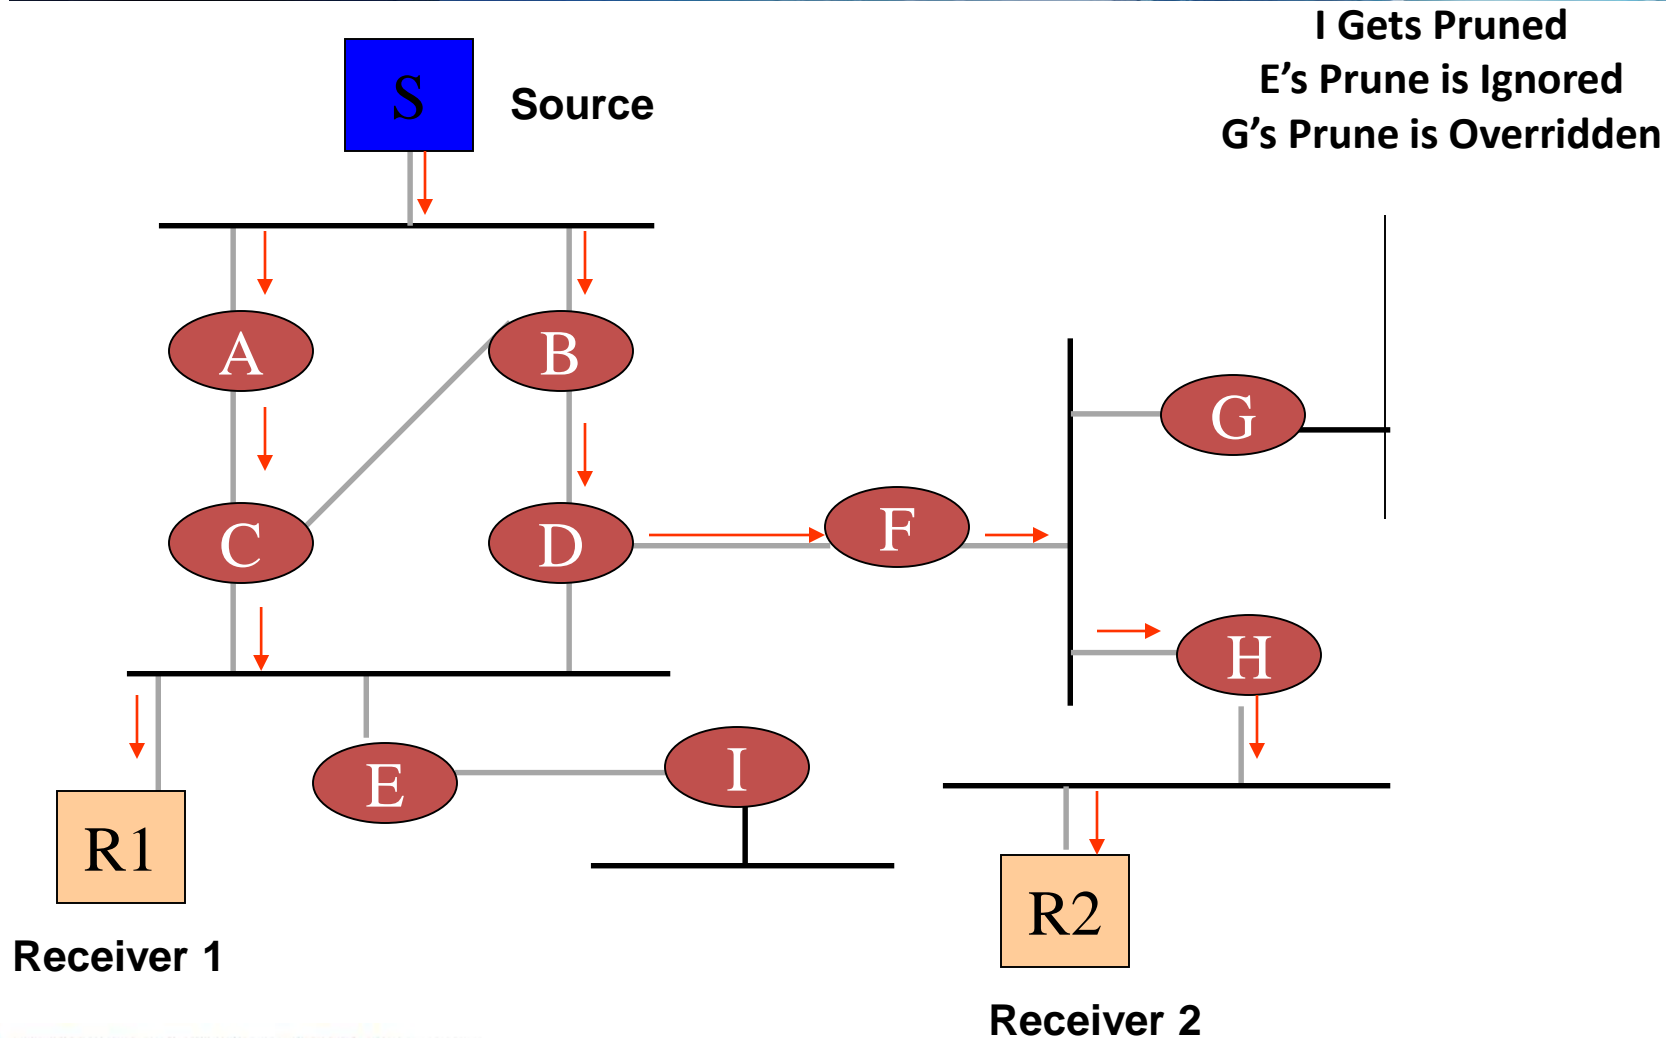 I Gets Pruned
E's Prune is Ignored
G's Prune is Overridden
S
Source
A
B
G
C
D
F
H
E
I
R1
R2
Receiver 1
Receiver 2